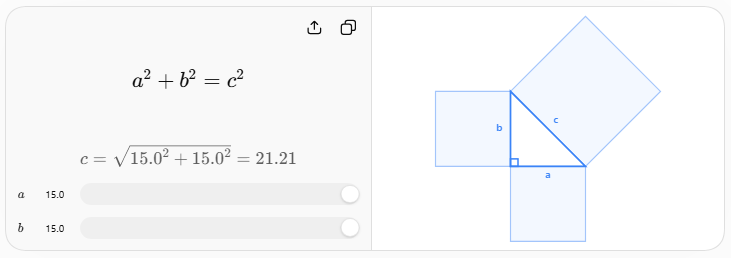 a² + b² = c²
c = √15.0² + 15.0² = 21.21
a 15.0
b 15.0
b
c
a